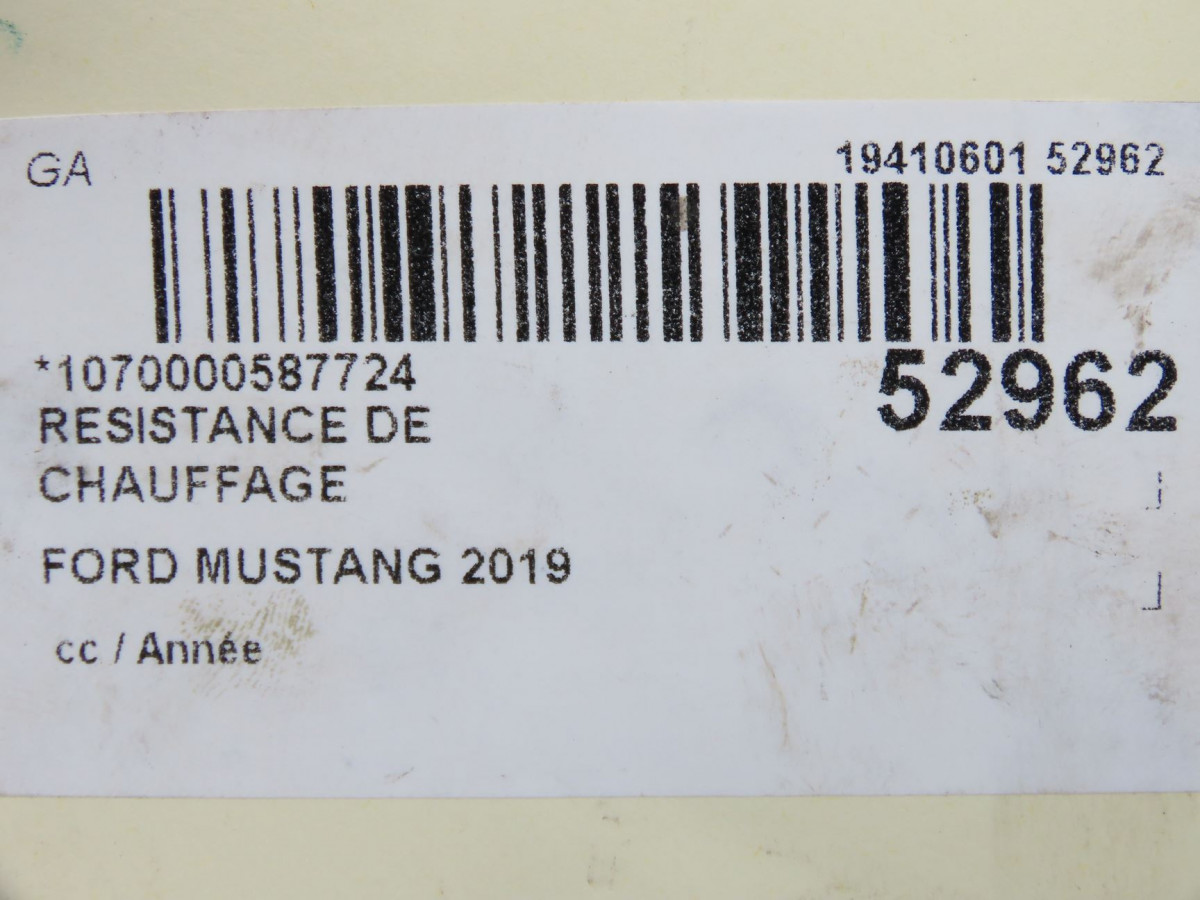 GA
19410601 52962
*1070000587724
52962
RESISTANCE DE
CHAUFFAGE
FORD MUSTANG 2019
cc / Année